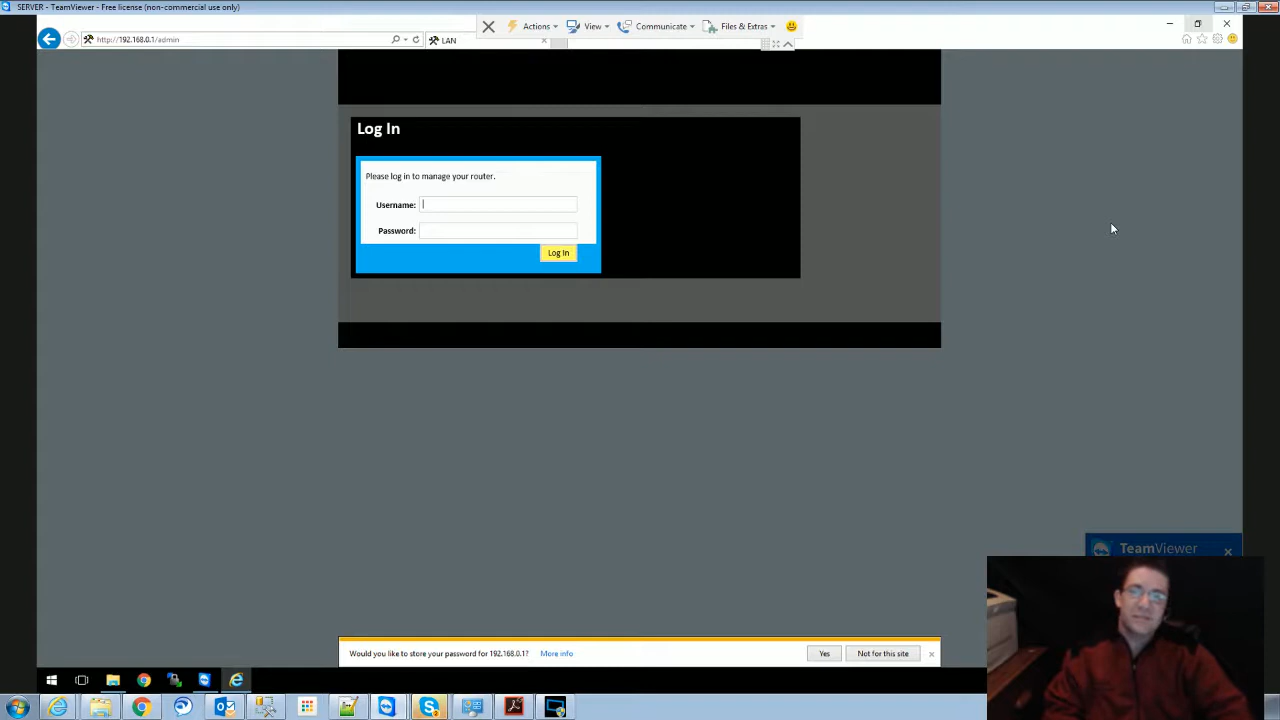 SERVER - TeamViewer - Free license (non-commercial use only)
Actions View Communicate Files & Extras
http://192.168.0.1/admin
LAN
Log In
Please log in to manage your router.
Username:
Password:
Log In
TeamViewer
Would you like to store your password for 192.168.0.1? More info Yes Not for this site